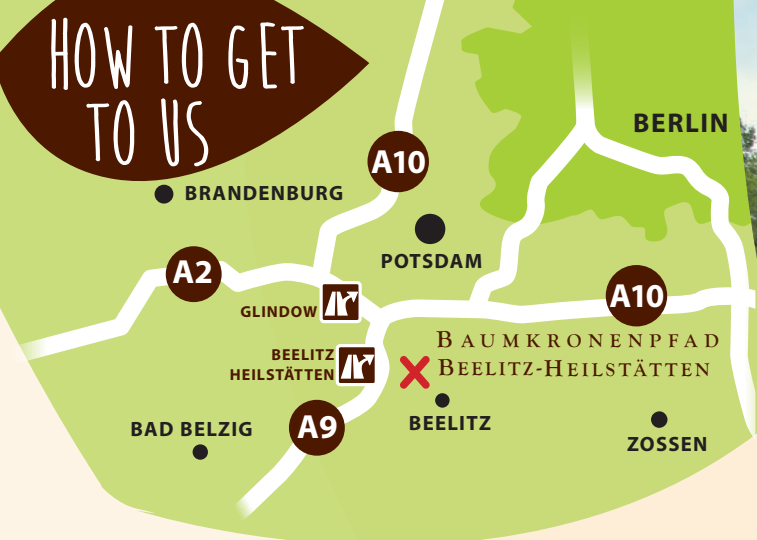 HOW TO GET
TO US
BERLIN
A10
BRANDENBURG
POTSDAM
A2
A10
GLINDOW
BAUMKRONENPFAD
BEELITZ-HEILSTÄTTEN
BEELITZ
HEILSTÄTTEN
BEELITZ
BAD BELZIG
A9
ZOSSEN